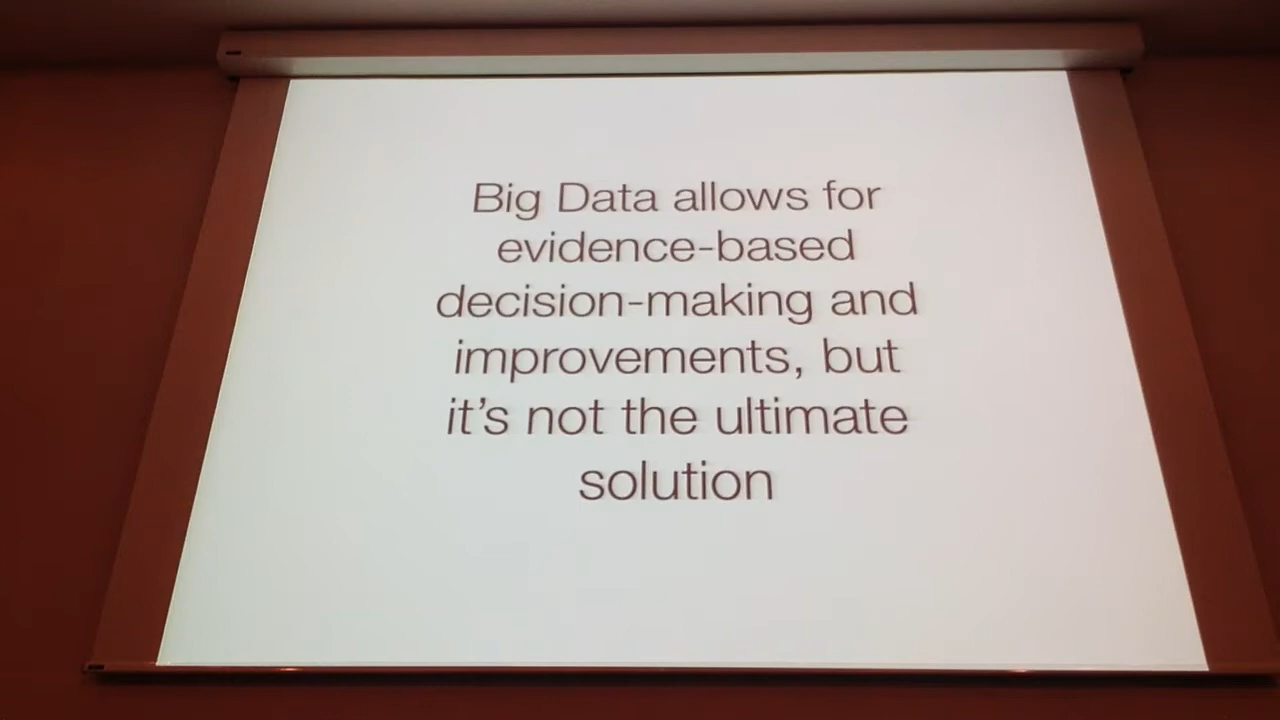 Big Data allows for
evidence-based
decision-making and
improvements, but
it’s not the ultimate
solution